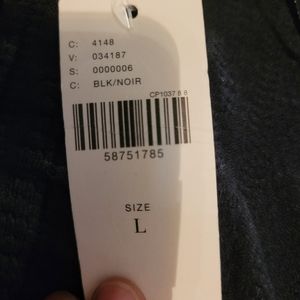 C: 4148
V: 034187
S: 0000006
C: BLK/NOIR
CP1037.8 8
58751785
SIZE
L